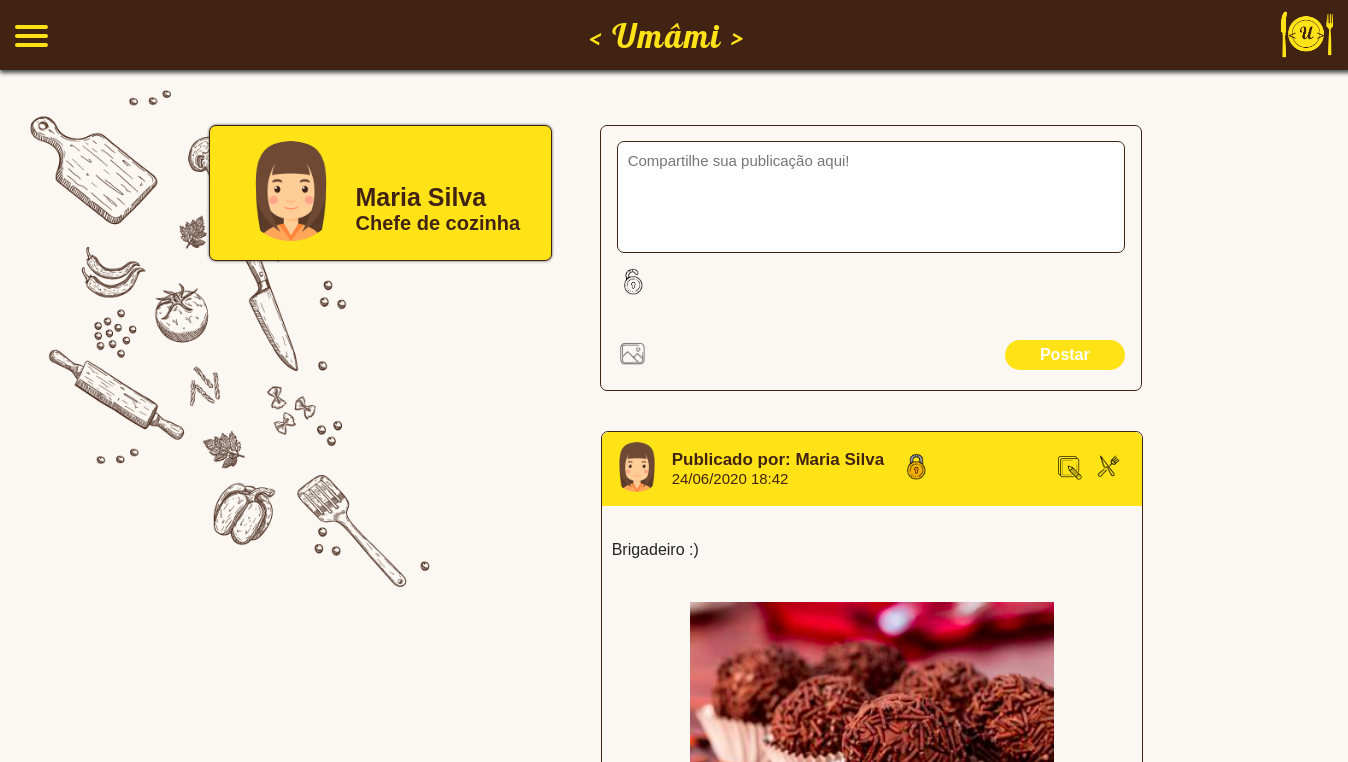 < Umâmi >
< U >
Maria Silva
Chefe de cozinha
Compartilhe sua publicação aqui!
Postar
Publicado por: Maria Silva
24/06/2020 18:42
Brigadeiro :)